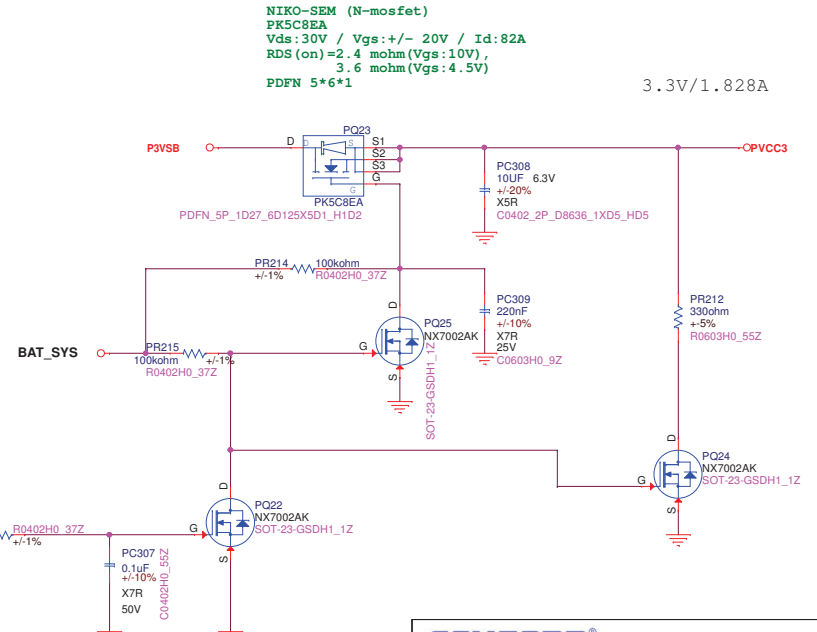 NIKO-SEM (N-mosfet)
PK5C8EA
Vds:30V / Vgs:+/- 20V / Id:82A
RDS(on)=2.4 mohm(Vgs:10V),
3.6 mohm(Vgs:4.5V)
PDFN 5*6*1
3.3V/1.828A
PQ23
P3VSB
D
D
S
S1
S2
S3
G
G
PVCC3
PK5C8EA
PDFN_5P_1D27_6D125X5D1_H1D2
PC308
10UF 6.3V
+/-20%
X5R
C0402_2P_D8636_1XD5_HD5
PR214
100kohm
+/-1%
R0402H0_37Z
D
PQ25
NX7002AK
G
S
SOT-23-GSDH1_1Z
PC309
220nF
+/-10%
X7R
25V
C0603H0_9Z
PR212
330ohm
+-5%
R0603H0_55Z
BAT_SYS
PR215
100kohm
+/-1%
R0402H0_37Z
D
PQ24
NX7002AK
SOT-23-GSDH1_1Z
G
S
D
PQ22
NX7002AK
SOT-23-GSDH1_1Z
G
S
R0402H0_37Z
+/-1%
PC307
0.1uF
+/-10%
X7R
50V
C0402H0_55Z